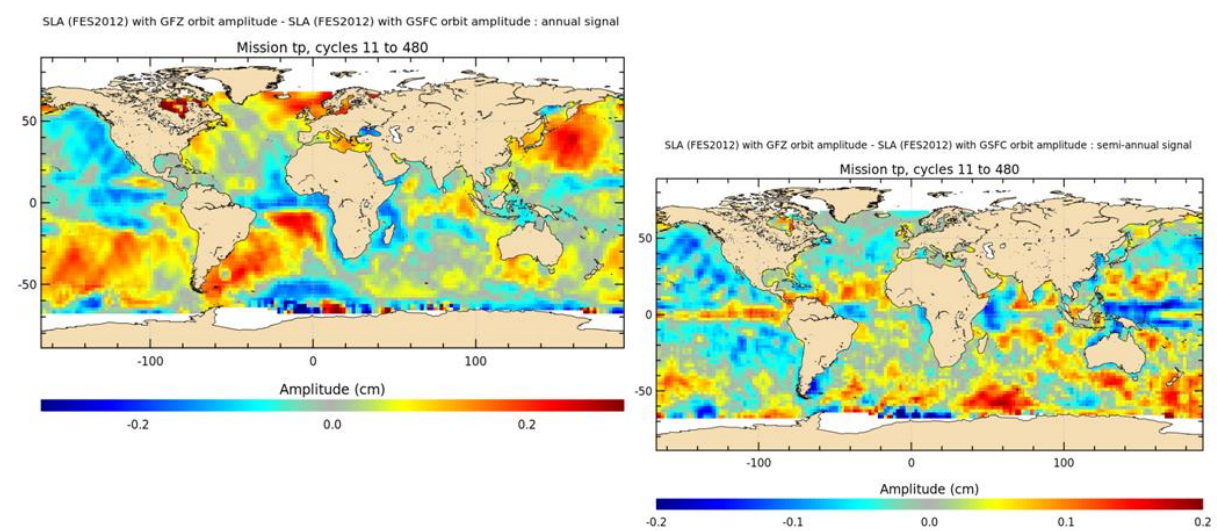 SLA (FES2012) with GFZ orbit amplitude - SLA (FES2012) with GSFC orbit amplitude : annual signal
Mission tp, cycles 11 to 480
50
0
-50
-100 0 100
Amplitude (cm)
-0.2 0.0 0.2
SLA (FES2012) with GFZ orbit amplitude - SLA (FES2012) with GSFC orbit amplitude : semi-annual signal
Mission tp, cycles 11 to 480
50
0
-50
-100 0 100
Amplitude (cm)
-0.2 -0.1 0.0 0.1 0.2